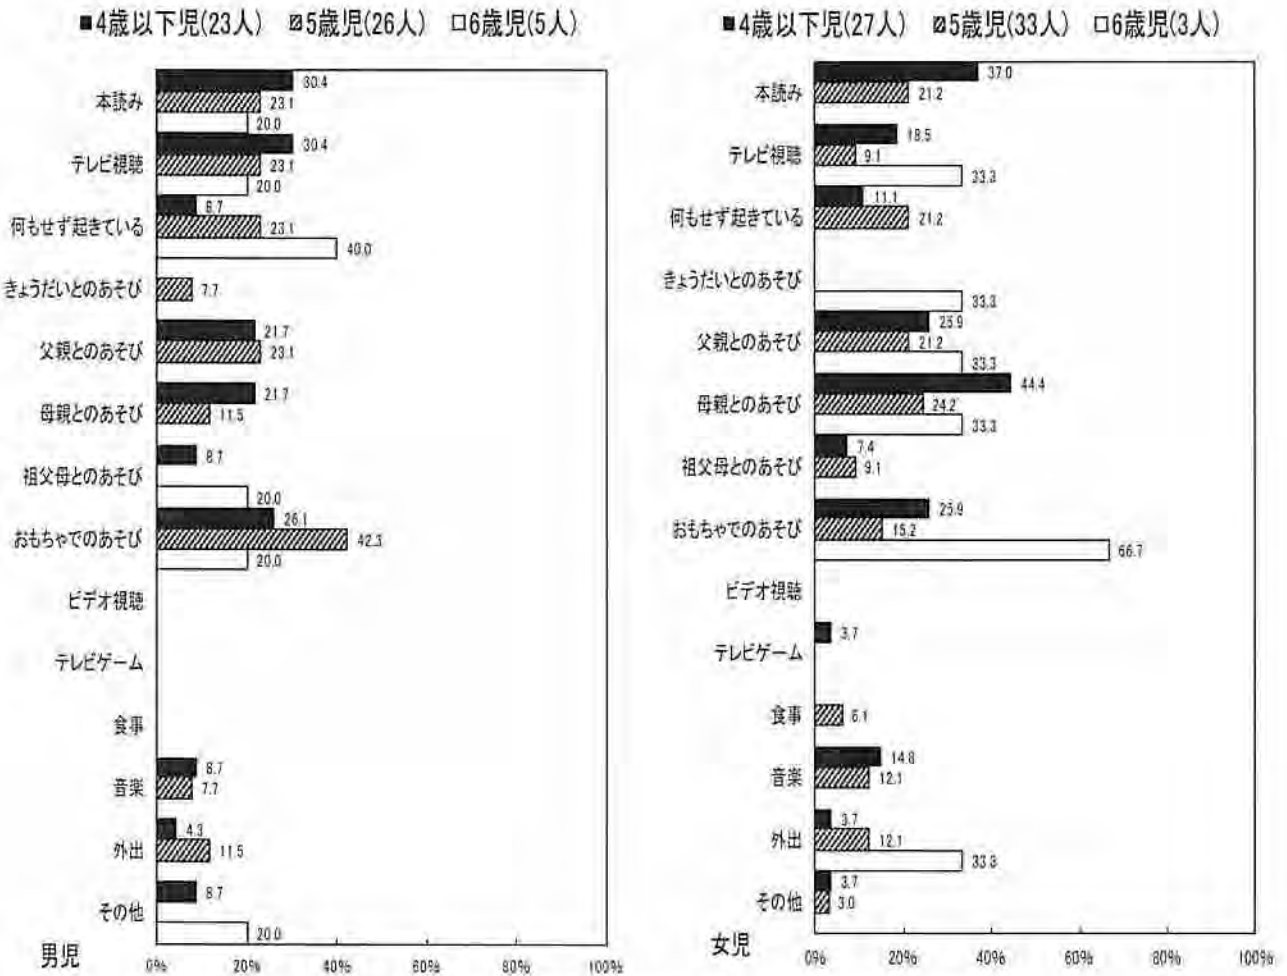 ■4歳以下児(23人) ▨5歳児(26人) □6歳児(5人)
本読み
30.4
23.1
20.0
テレビ視聴
30.4
23.1
20.0
何もせず起きている
8.7
23.1
40.0
きょうだいとのあそび
7.7
父親とのあそび
21.7
23.1
母親とのあそび
21.7
11.5
祖父母とのあそび
8.7
20.0
おもちゃでのあそび
26.1
42.3
20.0
ビデオ視聴
テレビゲーム
食事
音楽
8.7
7.7
外出
4.3
11.5
その他
8.7
20.0
男児
0% 20% 40% 60% 80% 100%
■4歳以下児(27人) ▨5歳児(33人) □6歳児(3人)
本読み
37.0
21.2
テレビ視聴
18.5
9.1
33.3
何もせず起きている
11.1
21.2
きょうだいとのあそび
33.3
父親とのあそび
25.9
21.2
33.3
母親とのあそび
44.4
24.2
33.3
祖父母とのあそび
7.4
9.1
おもちゃでのあそび
25.9
15.2
66.7
ビデオ視聴
テレビゲーム
3.7
食事
6.1
音楽
14.8
12.1
外出
3.7
12.1
33.3
その他
3.7
3.0
女児
0% 20% 40% 60% 80% 100%